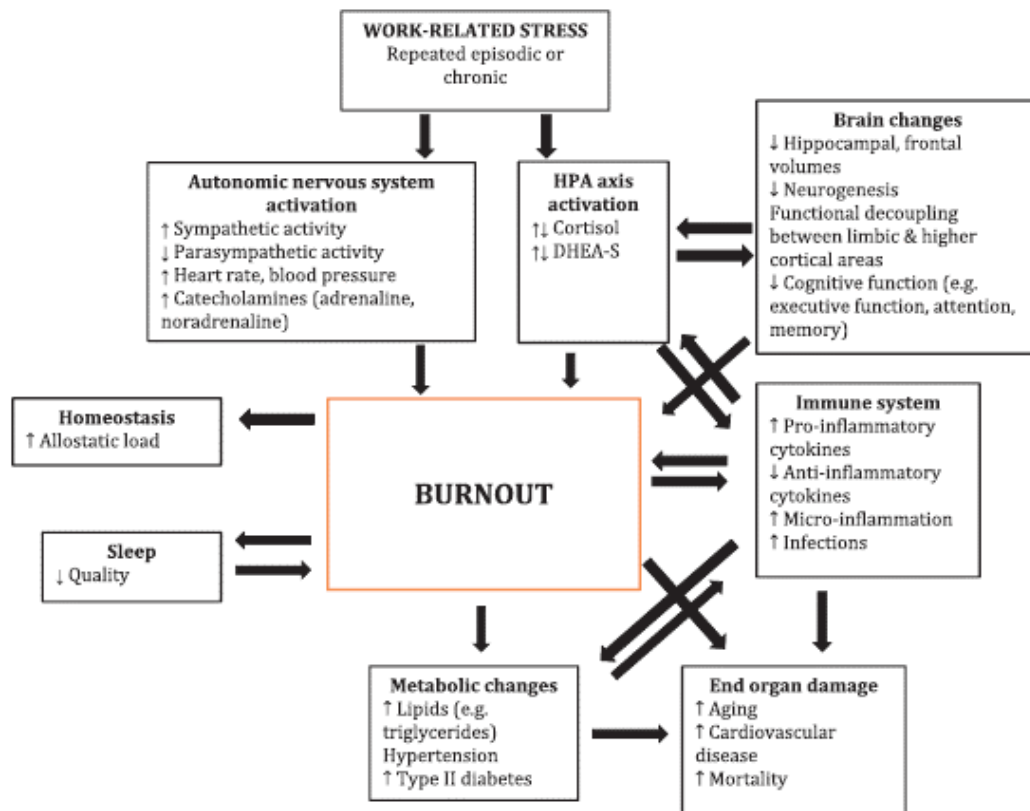 WORK-RELATED STRESS
Repeated episodic or
chronic
Brain changes
↓ Hippocampal, frontal
volumes
↓ Neurogenesis
Functional decoupling
between limbic & higher
cortical areas
↓ Cognitive function (e.g.
executive function, attention,
memory)
Autonomic nervous system
activation
↑ Sympathetic activity
↓ Parasympathetic activity
↑ Heart rate, blood pressure
↑ Catecholamines (adrenaline,
noradrenaline)
HPA axis
activation
↑↓ Cortisol
↑↓ DHEA-S
Homeostasis
↑ Allostatic load
BURNOUT
Immune system
↑ Pro-inflammatory
cytokines
↓ Anti-inflammatory
cytokines
↑ Micro-inflammation
↑ Infections
Sleep
↓ Quality
Metabolic changes
↑ Lipids (e.g.
triglycerides)
Hypertension
↑ Type II diabetes
End organ damage
↑ Aging
↑ Cardiovascular
disease
↑ Mortality